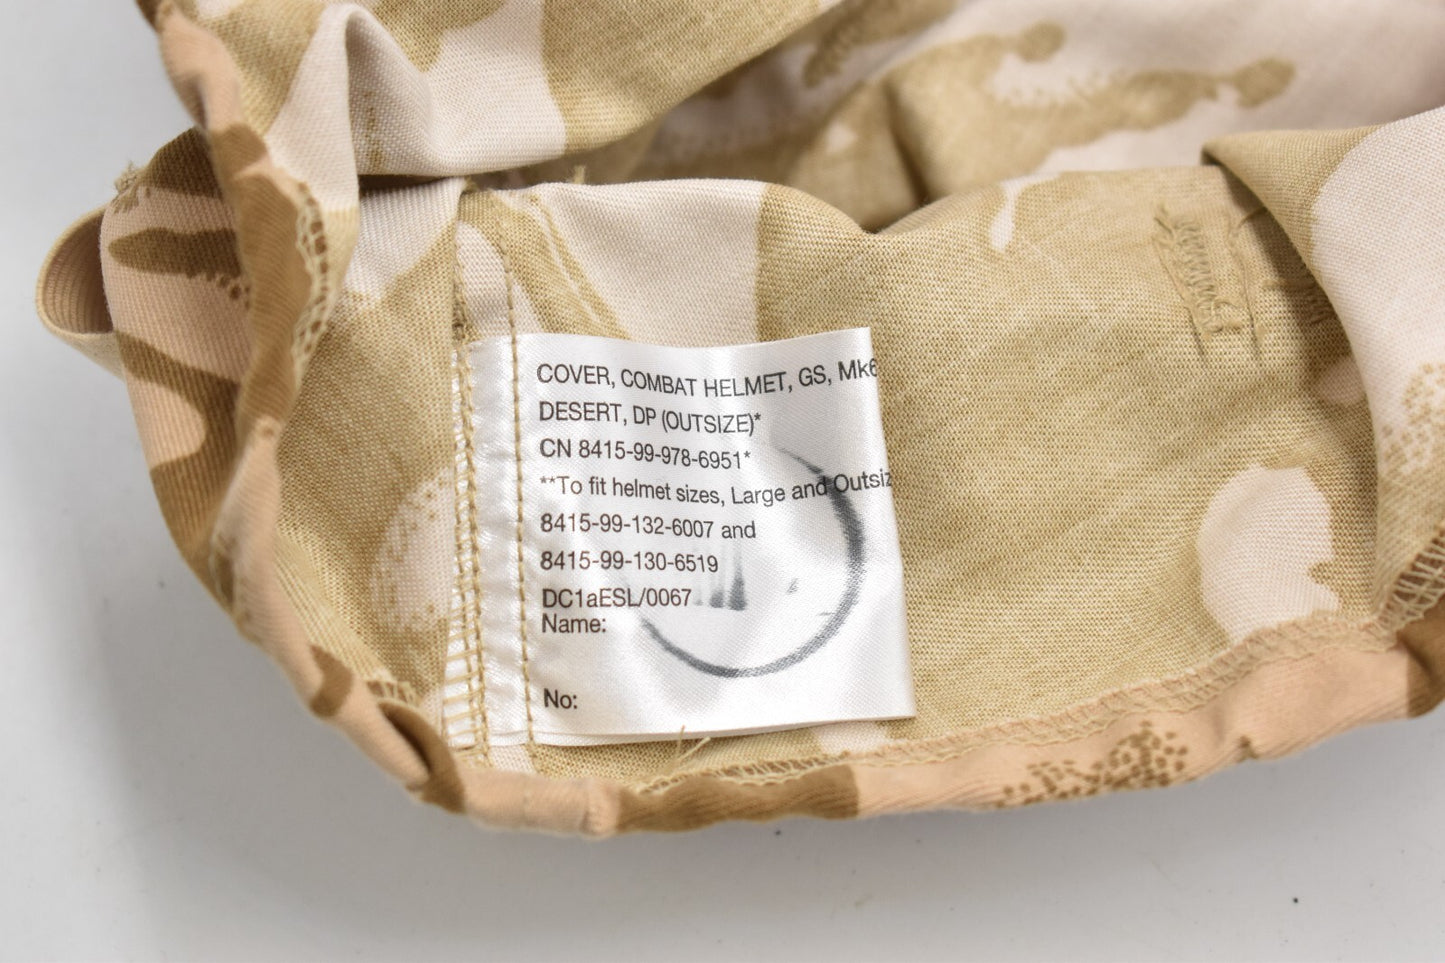 COVER, COMBAT HELMET, GS, Mk6
DESERT, DP (OUTSIZE)*
CN 8415-99-978-6951*
**To fit helmet sizes, Large and Outsiz
8415-99-132-6007 and
8415-99-130-6519
DC1aESL/0067
Name:
No: